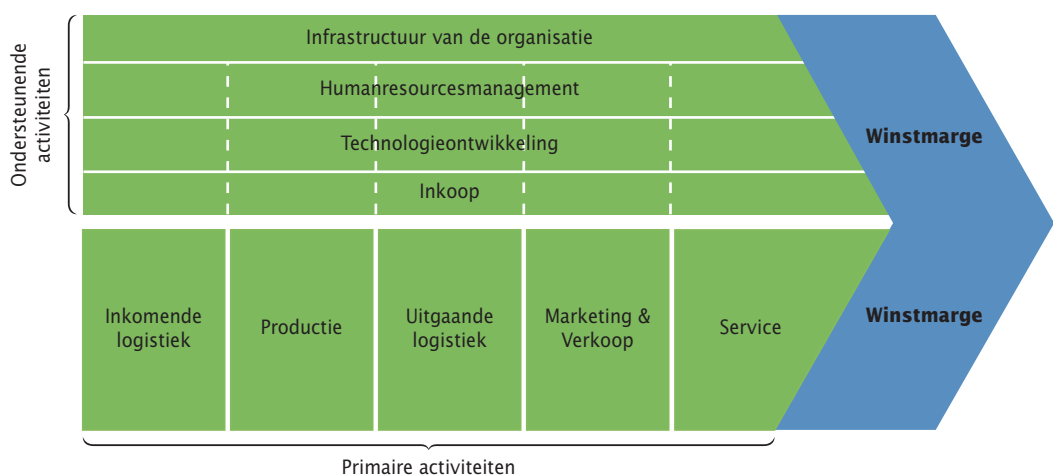 Ondersteunende
activiteiten
Infrastructuur van de organisatie
Humanresourcesmanagement
Technologieontwikkeling
Inkoop
Winstmarge
Inkomende
logistiek
Productie
Uitgaande
logistiek
Marketing &
Verkoop
Service
Winstmarge
Primaire activiteiten